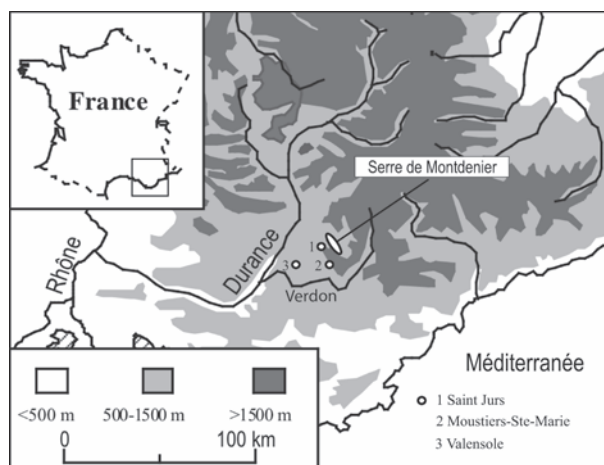 France
Serre de Montdenier
Rhône
Durance
1
3
2
Verdon
Méditerranée
<500 m
500-1500 m
>1500 m
0
100 km
1 Saint Jurs
2 Moustiers-Ste-Marie
3 Valensole